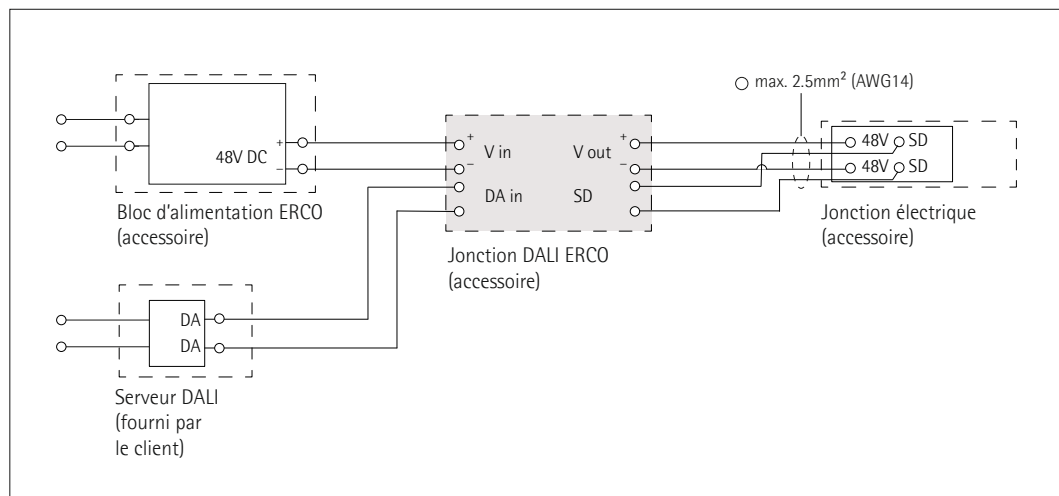 48V DC
+
–
Bloc d'alimentation ERCO
(accessoire)
DA
DA
Serveur DALI
(fourni par
le client)
+
V in
–
DA in
+
V out
–
SD
Jonction DALI ERCO
(accessoire)
max. 2.5mm² (AWG14)
48V SD
48V SD
Jonction électrique
(accessoire)